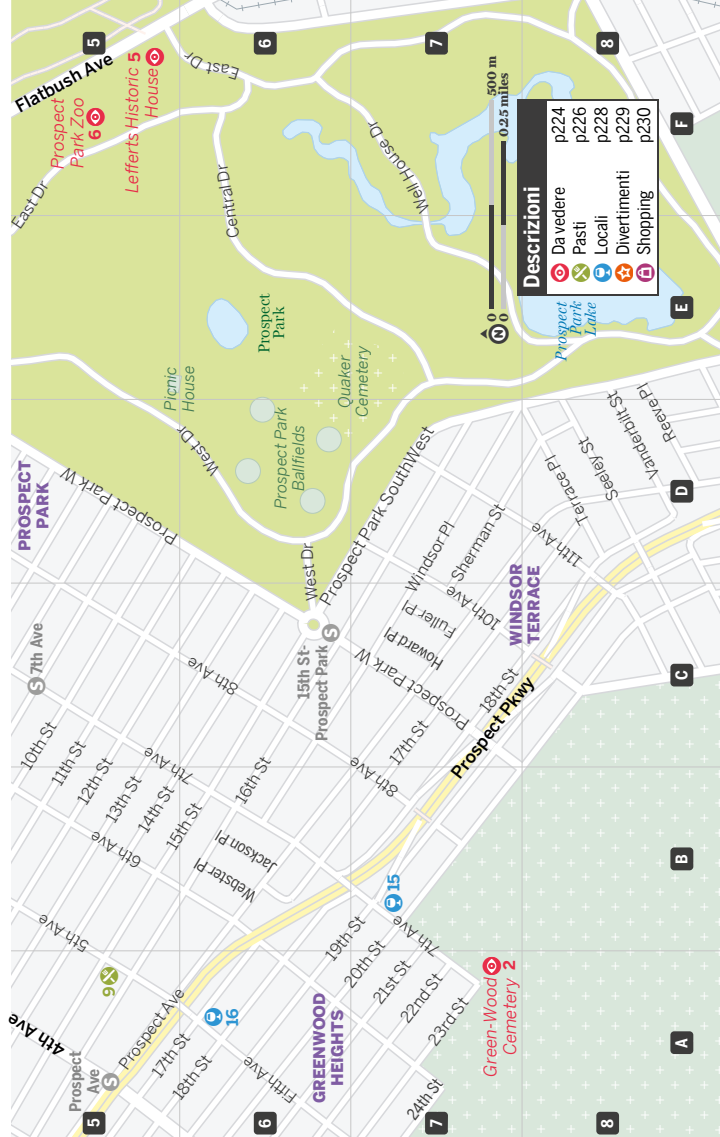 5
6
7
8
Flatbush Ave
East Dr
East Dr
Prospect
Park Zoo
6
Lefferts Historic 5
House
Central Dr
Well House Dr
F
Picnic
House
Prospect
Park
Quaker
Cemetery
Prospect Park
Ballfields
West Dr
West Dr
N
0
500 m
0
0.25 miles
Prospect
Park
Lake
Descrizioni
Da vedere p224
Pasti p226
Locali p228
Divertimenti p229
Shopping p230
E
PROSPECT
PARK
Prospect Park W
Prospect Park SouthWest
Windsor Pl
Sherman St
Fuller Pl
Howard Pl
10th Ave
11th Ave
Terrace Pl
Seeley St
Vanderbilt St
Reeve Pl
D
S 7th Ave
8th Ave
15th St-
Prospect Park S
Prospect Park W
WINDSOR
TERRACE
17th St
18th St
Prospect Pkwy
C
10th St
11th St
12th St
13th St
14th St
15th St
16th St
7th Ave
6th Ave
8th Ave
Webster Pl
Jackson Pl
B
5th Ave
9
15
7th Ave
19th St
20th St
21st St
22nd St
23rd St
24th St
Green-Wood
Cemetery 2
4th Ave
Prospect
Ave
S
Prospect Ave
16
17th St
18th St
Fifth Ave
GREENWOOD
HEIGHTS
A
5
6
7
8